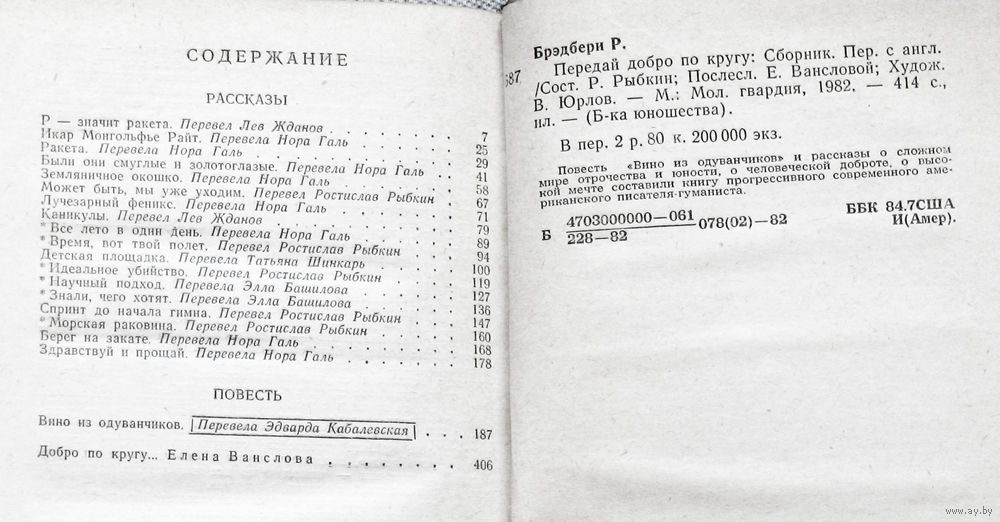 СОДЕРЖАНИЕ
РАССКАЗЫ
Р — значит ракета. Перевел Лев Жданов . . . . . . 7
Икар Монгольфье Райт. Перевела Нора Галь . . . . . 25
Ракета. Перевела Нора Галь . . . . . . . . 29
Были они смуглые и золотоглазые. Перевела Нора Галь . . 41
Земляничное окошко. Перевела Нора Галь . . . . . 58
Может быть, мы уже уходим. Перевел Ростислав Рыбкин . . 67
Лучезарный феникс. Перевела Нора Галь . . . . . 71
Каникулы. Перевел Лев Жданов . . . . . . . 79
* Все лето в один день. Перевела Нора Галь . . . . 89
* Время, вот твой полет. Перевел Ростислав Рыбкин . . . 94
Детская площадка. Перевела Татьяна Шинкарь . . . . 100
* Идеальное убийство. Перевел Ростислав Рыбкин . . . 119
* Научный подход. Перевела Элла Башилова . . . . 127
* Знали, чего хотят. Перевела Элла Башилова . . . . 136
Спринт до начала гимна. Перевел Ростислав Рыбкин . . . 147
* Морская раковина. Перевел Ростислав Рыбкин . . . . 160
Берег на закате. Перевела Нора Галь . . . . . . 168
Здравствуй и прощай. Перевела Нора Галь . . . . . 178
ПОВЕСТЬ
Вино из одуванчиков. Перевела Эдварда Кабалевская . . . 187
Добро по кругу... Елена Ванслова . . . . . . . 406
Брэдбери Р.
Передай добро по кругу: Сборник. Пер. с англ.
/Сост. Р. Рыбкин; Послесл. Е. Вансловой; Худож.
В. Юрлов. — М.: Мол. гвардия, 1982. — 414 с.,
ил. — (Б-ка юношества).
В пер. 2 р. 80 к. 200 000 экз.
Повесть «Вино из одуванчиков» и рассказы о сложном
мире отрочества и юности, о человеческой доброте, о высо-
кой мечте составили книгу прогрессивного современного аме-
риканского писателя-гуманиста.
Б 4703000000—061
228—82 078(02)—82
ББК 84.7США
И(Амер).
www.ay.by